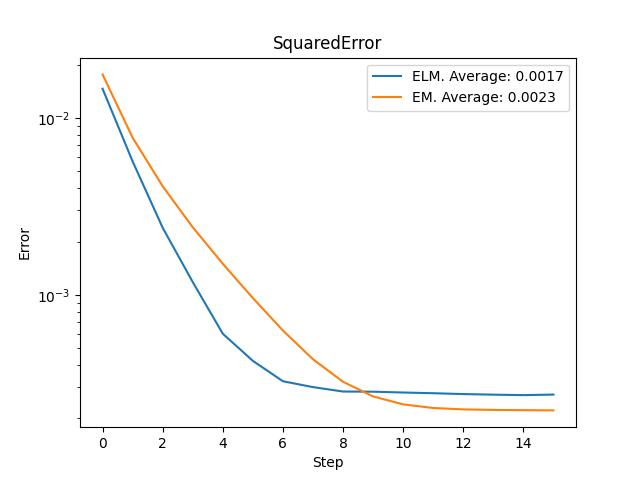 SquaredError
ELM. Average: 0.0017
EM. Average: 0.0023
10⁻²
10⁻³
Error
0 2 4 6 8 10 12 14
Step